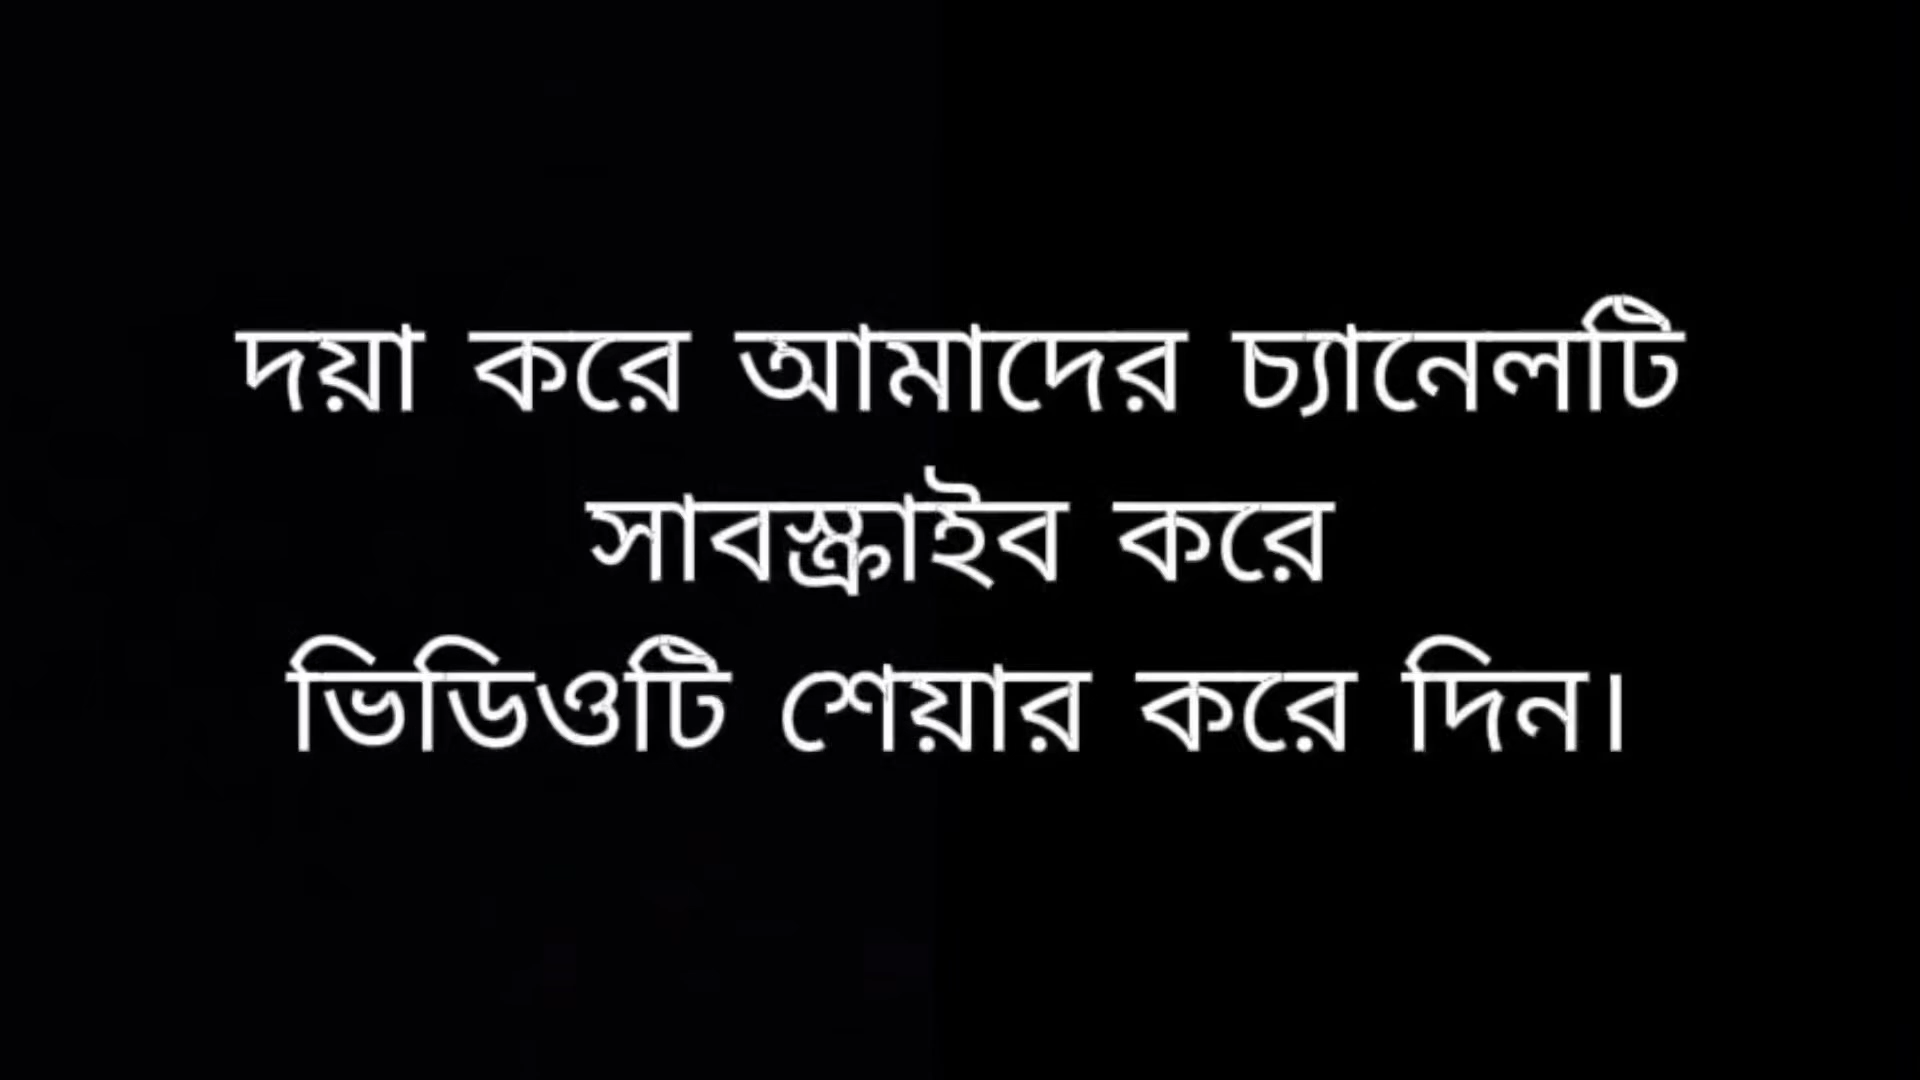 দয়া করে আমাদের চ্যানেলটি
সাবস্ক্রাইব করে
ভিডিওটি শেয়ার করে দিন।